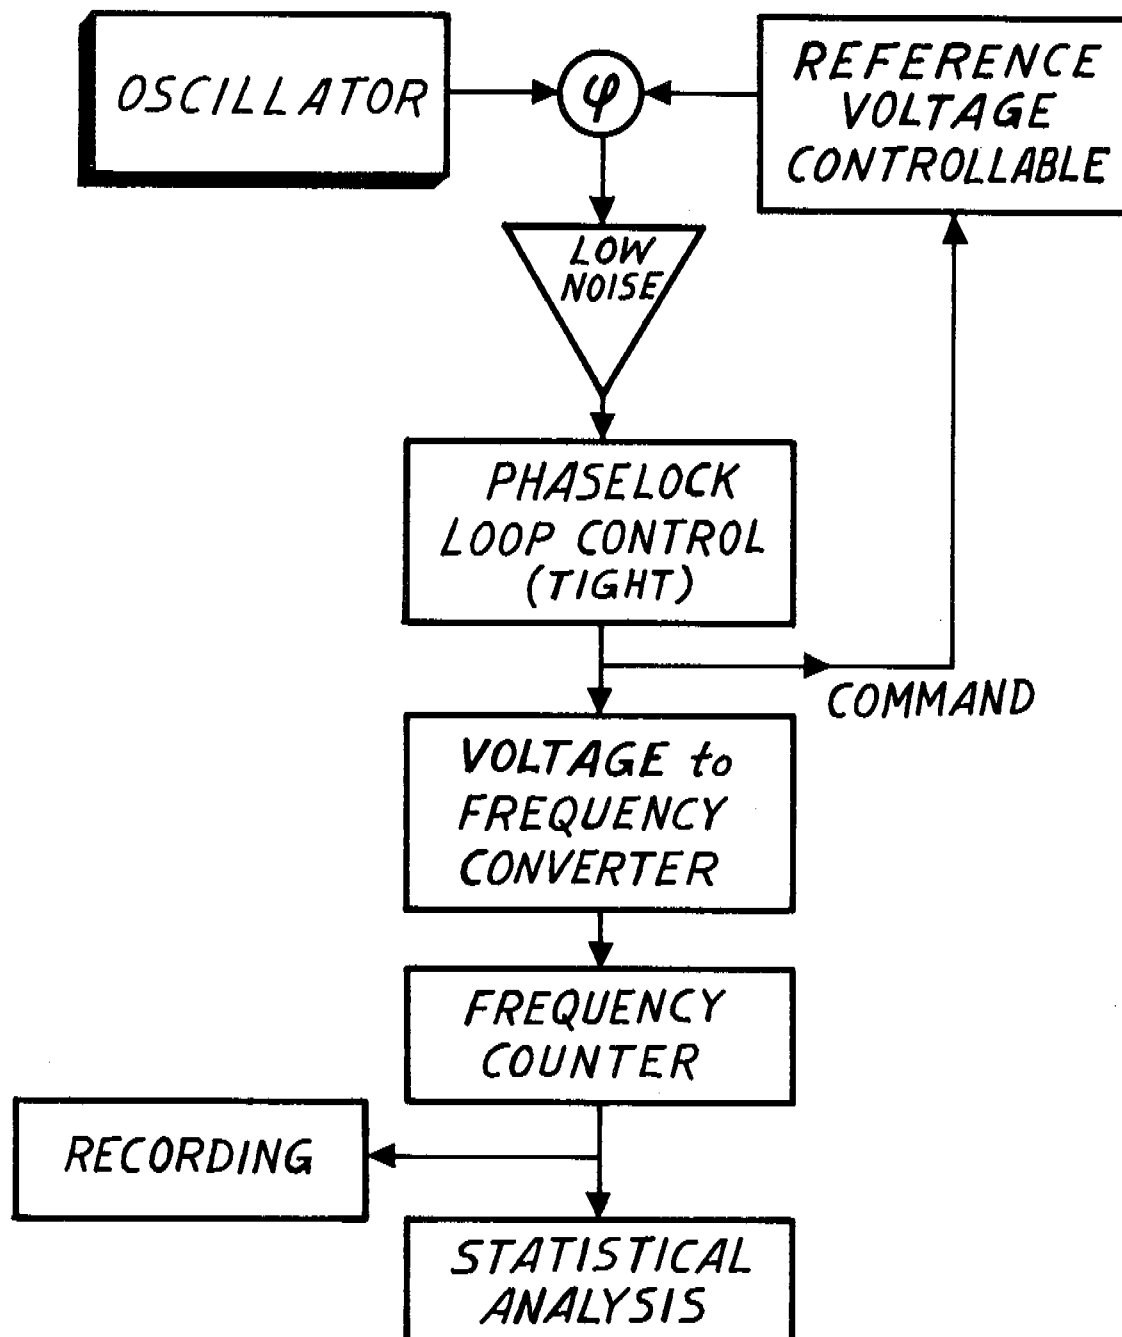 OSCILLATOR
φ
REFERENCE
VOLTAGE
CONTROLLABLE
LOW
NOISE
PHASELOCK
LOOP CONTROL
(TIGHT)
COMMAND
VOLTAGE to
FREQUENCY
CONVERTER
FREQUENCY
COUNTER
RECORDING
STATISTICAL
ANALYSIS